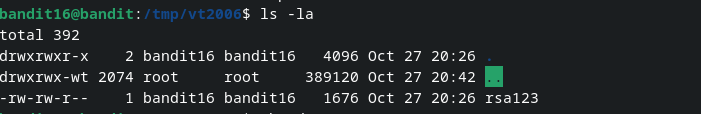 bandit16@bandit:/tmp/vt2006$ ls -la
total 392
drwxrwxr-x    2 bandit16 bandit16   4096 Oct 27 20:26 .
drwxrwx-wt 2074 root     root     389120 Oct 27 20:42 ..
-rw-rw-r--    1 bandit16 bandit16   1676 Oct 27 20:26 rsa123